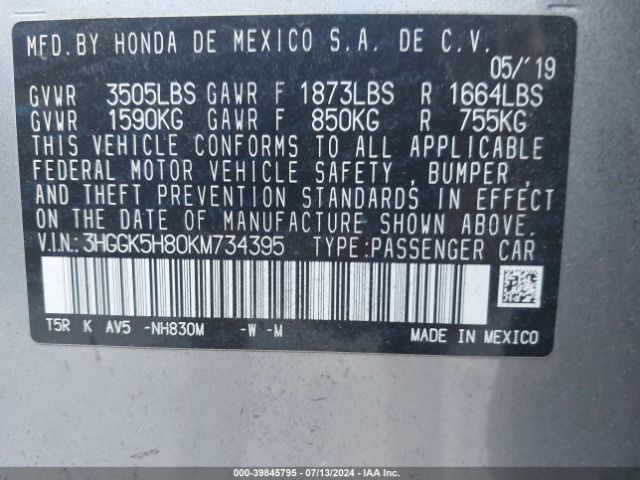 MFD.BY HONDA DE MEXICO S.A. DE C.V.
05/'19
GVWR 3505LBS GAWR F 1873LBS R 1664LBS
GVWR 1590KG GAWR F 850KG R 755KG
THIS VEHICLE CONFORMS TO ALL APPLICABLE
FEDERAL MOTOR VEHICLE SAFETY , BUMPER ,
AND THEFT PREVENTION STANDARDS IN EFFECT
ON THE DATE OF MANUFACTURE SHOWN ABOVE.
V.I.N.:3HGGK5H80KM734395 TYPE:PASSENGER CAR
T5R K AV5 -NH830M -W -M
MADE IN MEXICO
000-39845795 - 07/13/2024 - IAA Inc.